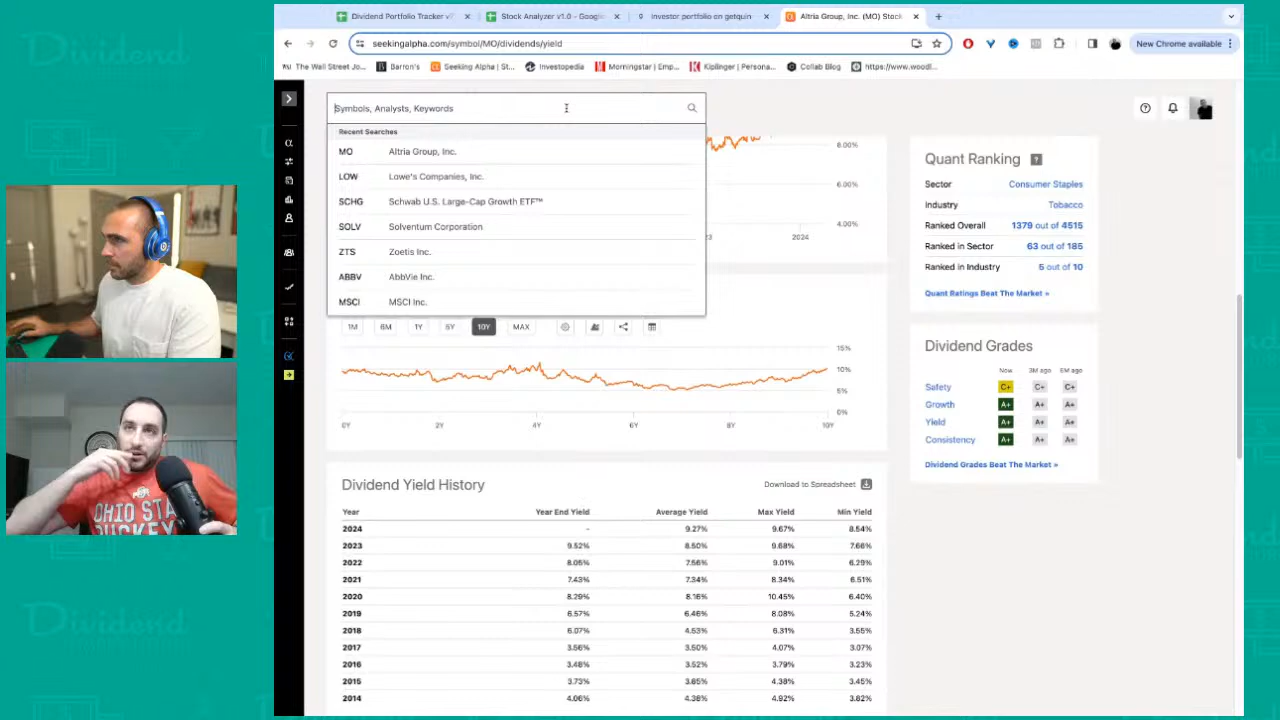 Dividend
Dividend Portfolio Tracker v
Stock Analyzer v1.0 - Google
Investor portfolio on getquin
Altria Group, Inc. (MO) Stock
seekingalpha.com/symbol/MO/dividends/yield
New Chrome available
The Wall Street Jo...
Barron's
Seeking Alpha | St...
Investopedia
Morningstar | Emp...
Kiplinger | Persona...
Collab Blog
https://www.woodl...
Symbols, Analysts, Keywords
Recent Searches
MO Altria Group, Inc.
LOW Lowe's Companies, Inc.
SCHG Schwab U.S. Large-Cap Growth ETF™
SOLV Solventum Corporation
ZTS Zoetis Inc.
ABBV AbbVie Inc.
MSCI MSCI Inc.
8.00%
6.00%
4.00%
2024
1M 6M 1Y 5Y 10Y MAX
15%
10%
5%
0%
0Y 2Y 4Y 6Y 8Y 10Y
Dividend Yield History
Download to Spreadsheet
Year Year End Yield Average Yield Max Yield Min Yield
2024 - 9.27% 9.67% 8.54%
2023 9.52% 8.50% 9.68% 7.66%
2022 8.05% 7.56% 9.01% 6.29%
2021 7.43% 7.34% 8.34% 6.51%
2020 8.29% 8.16% 10.45% 6.40%
2019 6.57% 6.46% 8.08% 5.24%
2018 6.07% 4.53% 6.31% 3.55%
2017 3.56% 3.50% 4.07% 3.07%
2016 3.48% 3.52% 3.79% 3.23%
2015 3.73% 3.85% 4.38% 3.45%
2014 4.06% 4.38% 4.92% 3.82%
Quant Ranking ?
Sector Consumer Staples
Industry Tobacco
Ranked Overall 1379 out of 4515
Ranked in Sector 63 out of 185
Ranked in Industry 5 out of 10
Quant Ratings Beat The Market »
Dividend Grades
Now 3M ago 6M ago
Safety C+ C+ C+
Growth A+ A+ A+
Yield A+ A+ A+
Consistency A+ A+ A+
Dividend Grades Beat The Market »
OHIO STA
BUCKEY
Dividend